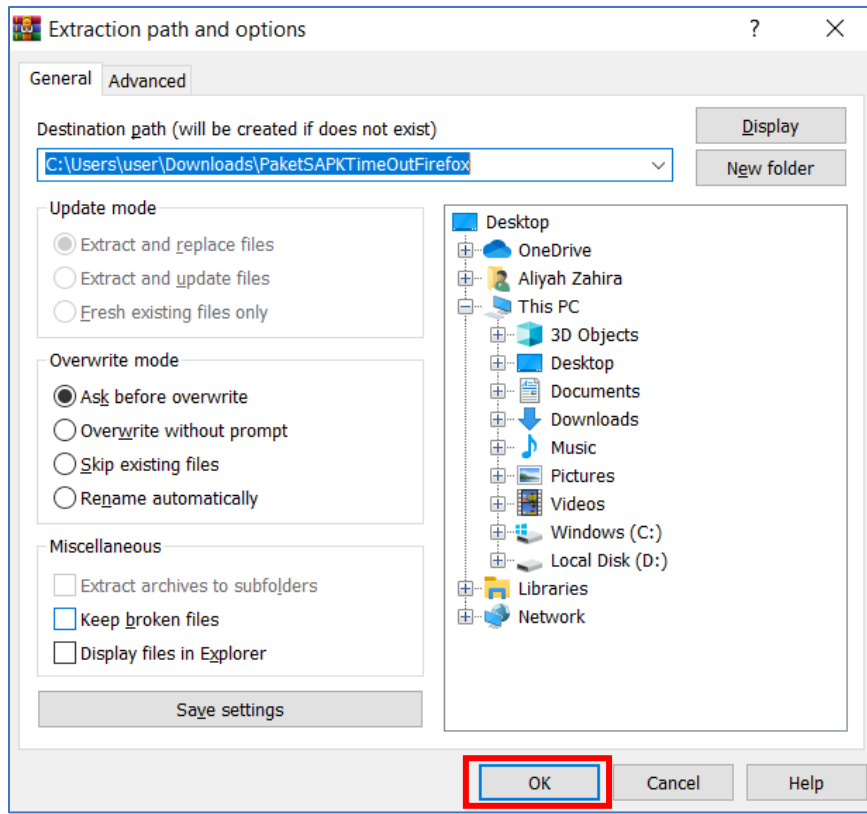 Extraction path and options
?
General
Advanced
Destination path (will be created if does not exist)
Display
C:\Users\user\Downloads\PaketSAPKTimeOutFirefox
New folder
Update mode
Extract and replace files
Extract and update files
Fresh existing files only
Overwrite mode
Ask before overwrite
Overwrite without prompt
Skip existing files
Rename automatically
Miscellaneous
Extract archives to subfolders
Keep broken files
Display files in Explorer
Save settings
Desktop
OneDrive
Aliyah Zahira
This PC
3D Objects
Desktop
Documents
Downloads
Music
Pictures
Videos
Windows (C:)
Local Disk (D:)
Libraries
Network
OK
Cancel
Help